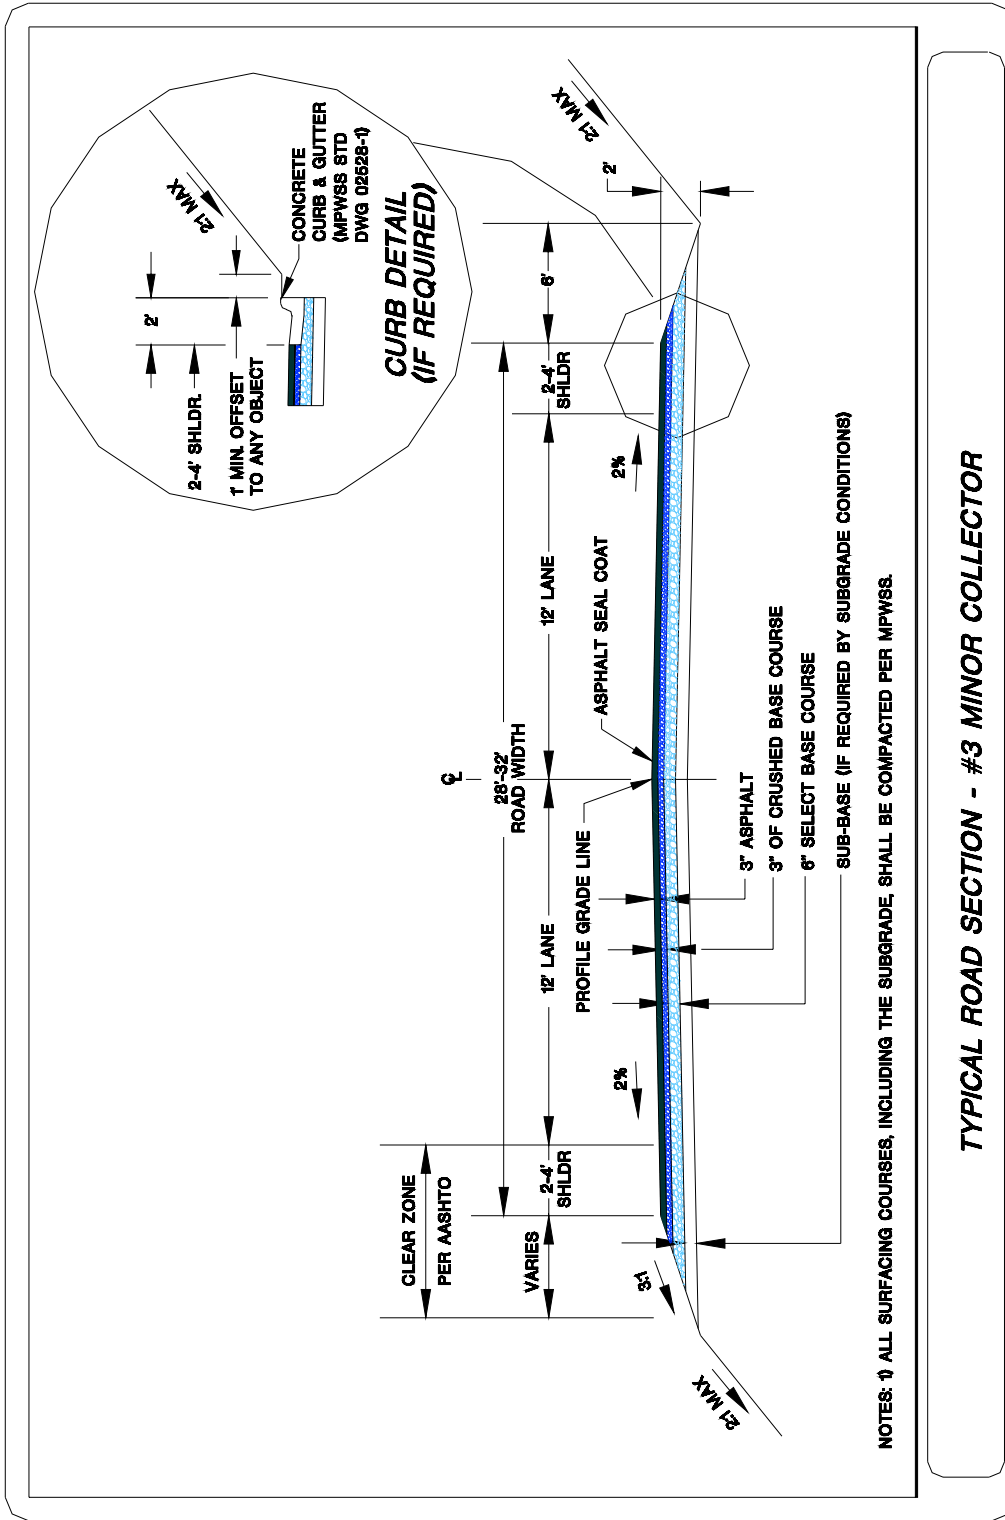 2:1 MAX
CONCRETE
CURB & GUTTER
(MPWSS STD
DWG 02528-1)
2'
2-4' SHLDR.
1' MIN. OFFSET
TO ANY OBJECT
CURB DETAIL
(IF REQUIRED)
CLEAR ZONE
PER AASHTO
℄
28'-32'
ROAD WIDTH
VARIES
2-4'
SHLDR
12' LANE
12' LANE
2-4'
SHLDR
6'
2:1 MAX
2'
PROFILE GRADE LINE
ASPHALT SEAL COAT
2%
2%
3:1
2:1 MAX
3" ASPHALT
3" OF CRUSHED BASE COURSE
6" SELECT BASE COURSE
SUB-BASE (IF REQUIRED BY SUBGRADE CONDITIONS)
NOTES: 1) ALL SURFACING COURSES, INCLUDING THE SUBGRADE, SHALL BE COMPACTED PER MPWSS.
TYPICAL ROAD SECTION - #3 MINOR COLLECTOR